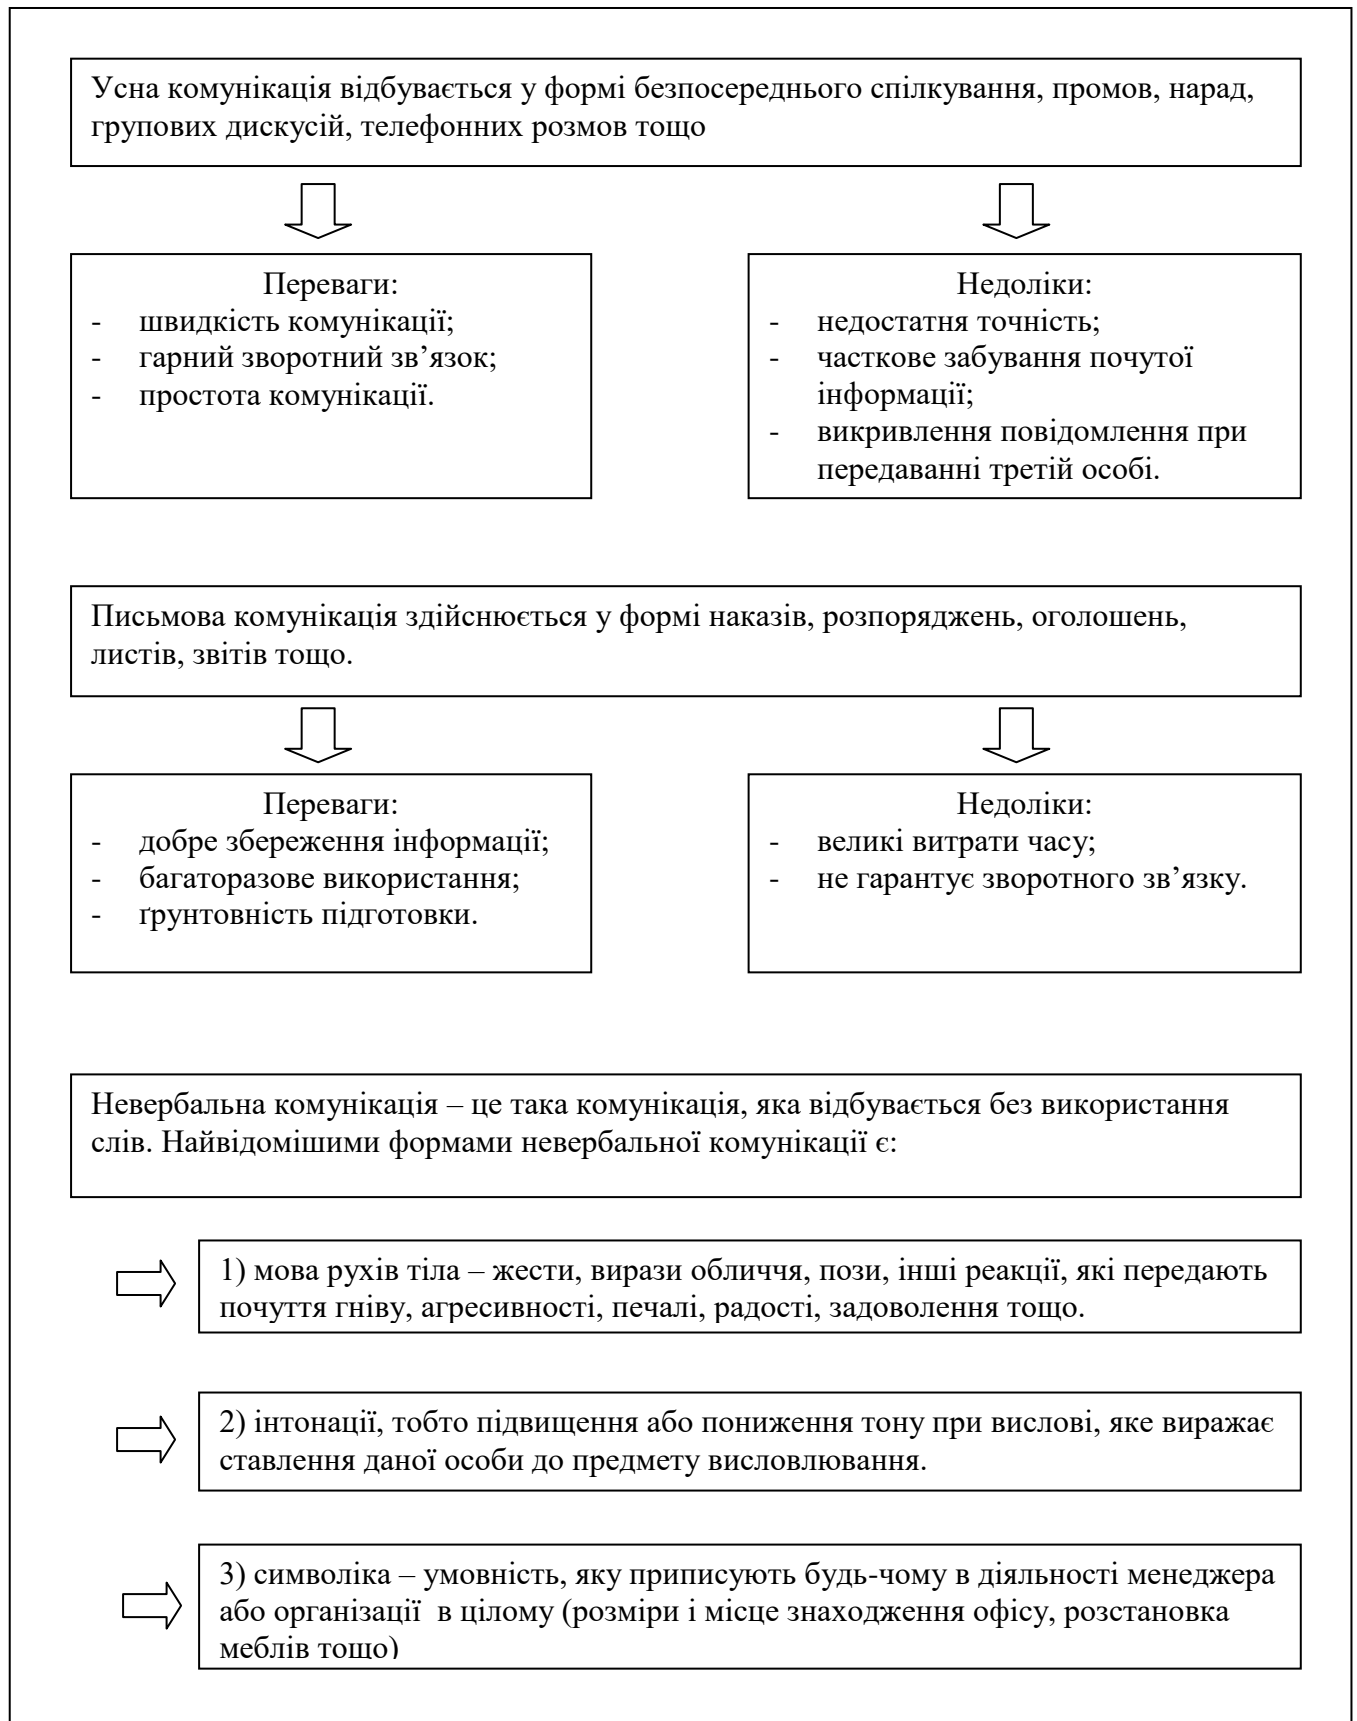 Усна комунікація відбувається у формі безпосереднього спілкування, промов, нарад,
групових дискусій, телефонних розмов тощо
Переваги:
- швидкість комунікації;
- гарний зворотний зв’язок;
- простота комунікації.
Недоліки:
- недостатня точність;
- часткове забування почутої
інформації;
- викривлення повідомлення при
передаванні третій особі.
Письмова комунікація здійснюється у формі наказів, розпоряджень, оголошень,
листів, звітів тощо.
Переваги:
- добре збереження інформації;
- багаторазове використання;
- ґрунтовність підготовки.
Недоліки:
- великі витрати часу;
- не гарантує зворотного зв’язку.
Невербальна комунікація – це така комунікація, яка відбувається без використання
слів. Найвідомішими формами невербальної комунікації є:
1) мова рухів тіла – жести, вирази обличчя, пози, інші реакції, які передають
почуття гніву, агресивності, печалі, радості, задоволення тощо.
2) інтонації, тобто підвищення або пониження тону при вислові, яке виражає
ставлення даної особи до предмету висловлювання.
3) символіка – умовність, яку приписують будь-чому в діяльності менеджера
або організації в цілому (розміри і місце знаходження офісу, розстановка
меблів тощо)